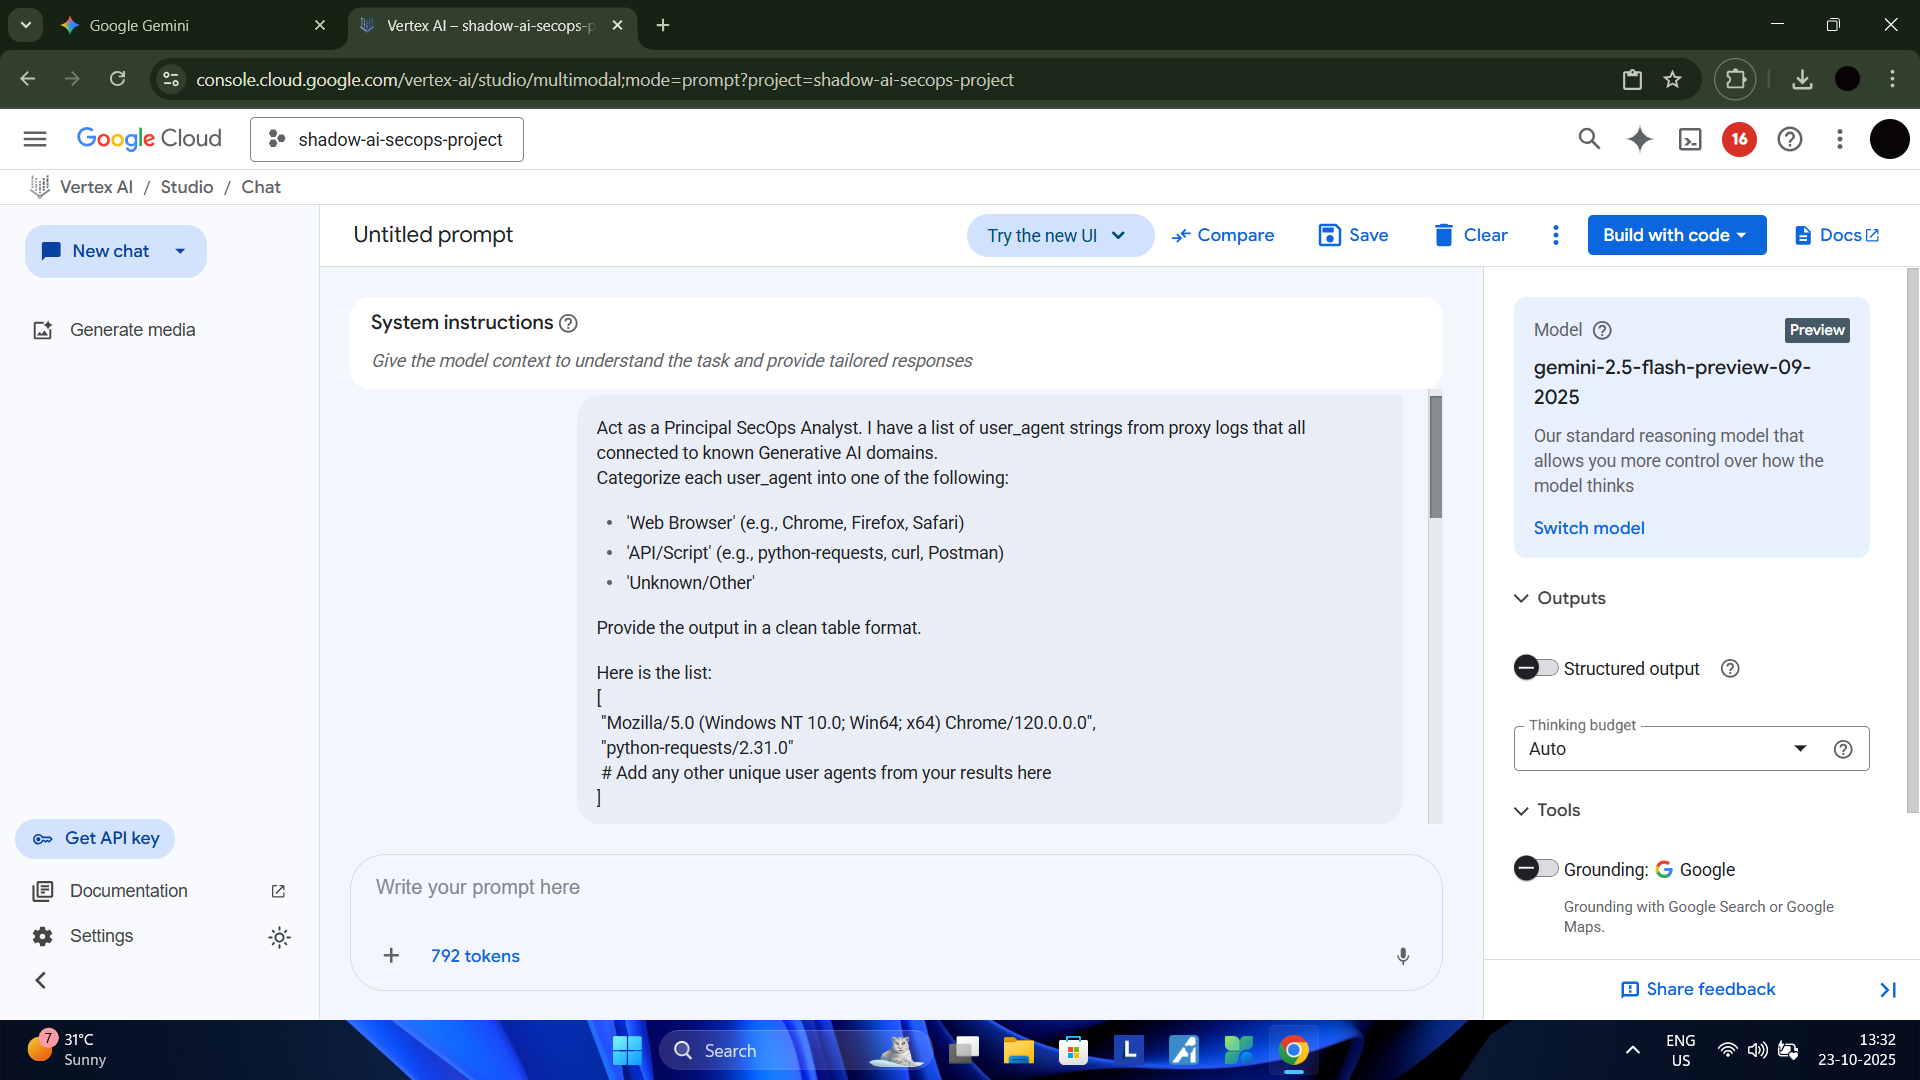 Google Gemini
Vertex AI – shadow-ai-secops-p
console.cloud.google.com/vertex-ai/studio/multimodal;mode=prompt?project=shadow-ai-secops-project
Google Cloud
shadow-ai-secops-project
16
Vertex AI / Studio / Chat
New chat
Generate media
Untitled prompt
Try the new UI
Compare
Save
Clear
Build with code
Docs
System instructions
Give the model context to understand the task and provide tailored responses
Act as a Principal SecOps Analyst. I have a list of user_agent strings from proxy logs that all
connected to known Generative AI domains.
Categorize each user_agent into one of the following:
• 'Web Browser' (e.g., Chrome, Firefox, Safari)
• 'API/Script' (e.g., python-requests, curl, Postman)
• 'Unknown/Other'
Provide the output in a clean table format.
Here is the list:
[
"Mozilla/5.0 (Windows NT 10.0; Win64; x64) Chrome/120.0.0.0",
"python-requests/2.31.0"
# Add any other unique user agents from your results here
]
Write your prompt here
792 tokens
Model
Preview
gemini-2.5-flash-preview-09-
2025
Our standard reasoning model that
allows you more control over how the
model thinks
Switch model
Outputs
Structured output
Thinking budget
Auto
Tools
Grounding: Google
Grounding with Google Search or Google
Maps.
Share feedback
Get API key
Documentation
Settings
7
31°C
Sunny
Search
L
ENG
US
13:32
23-10-2025